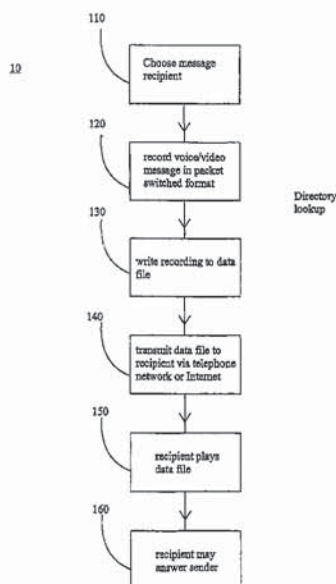 110
10
Choose message
recipient
120
record voice/video
message in packet
switched format
Directory
lookup
130
write recording to data
file
140
transmit data file to
recipient via telephone
network or Internet
150
recipient plays
data file
160
recipient may
answer sender